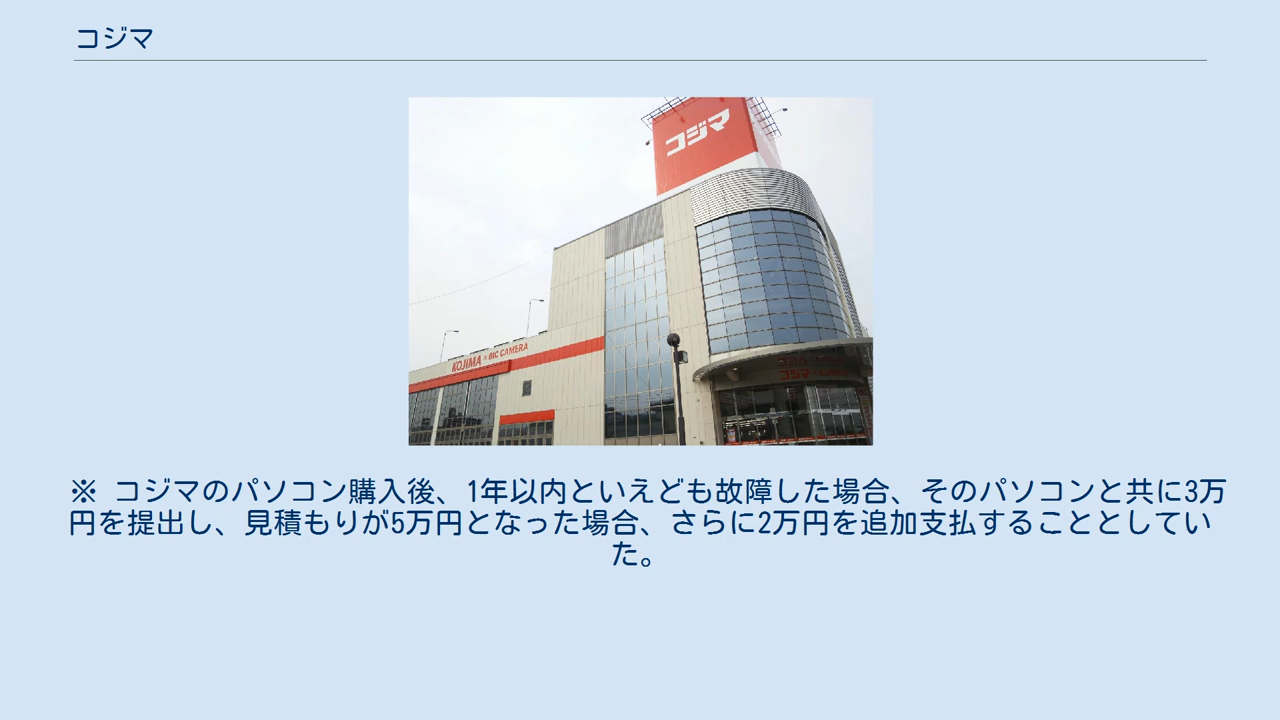 コジマ
コジマ
KOJIMA × BIC CAMERA
コジマ
※ コジマのパソコン購入後、1年以内といえども故障した場合、そのパソコンと共に3万
円を提出し、見積もりが5万円となった場合、さらに2万円を追加支払することとしてい
た。